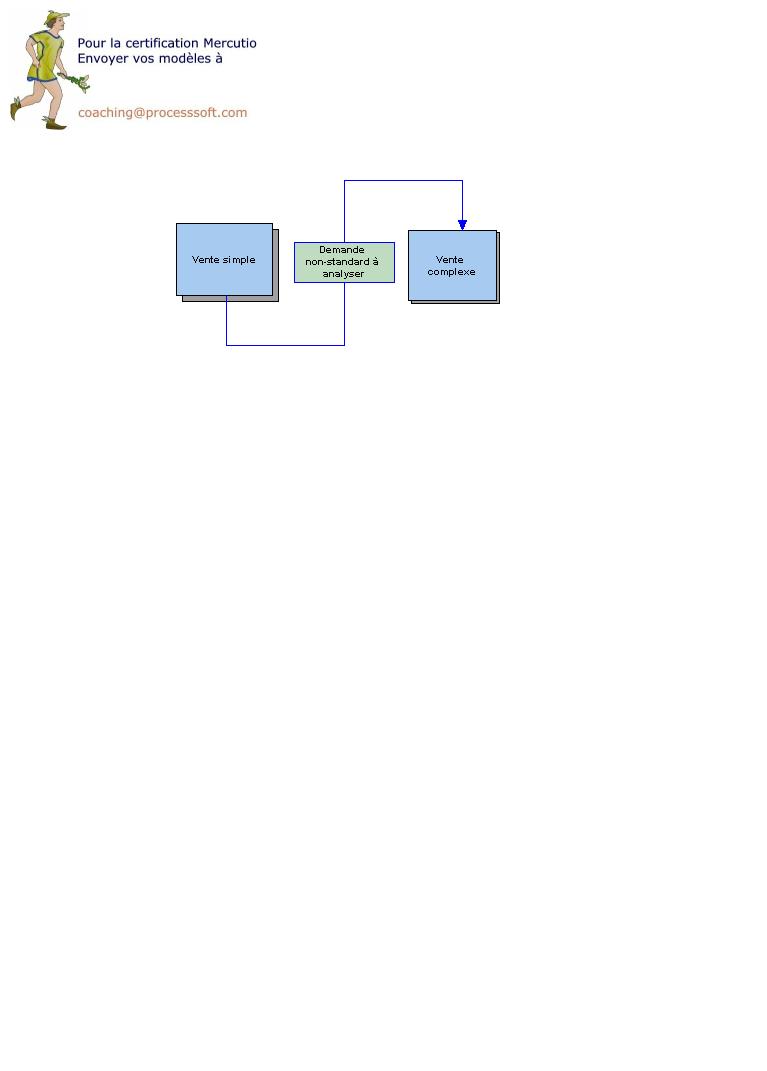 Pour la certification Mercutio
Envoyer vos modèles à
coaching@processsoft.com
Vente simple
Demande
non-standard à
analyser
Vente
complexe